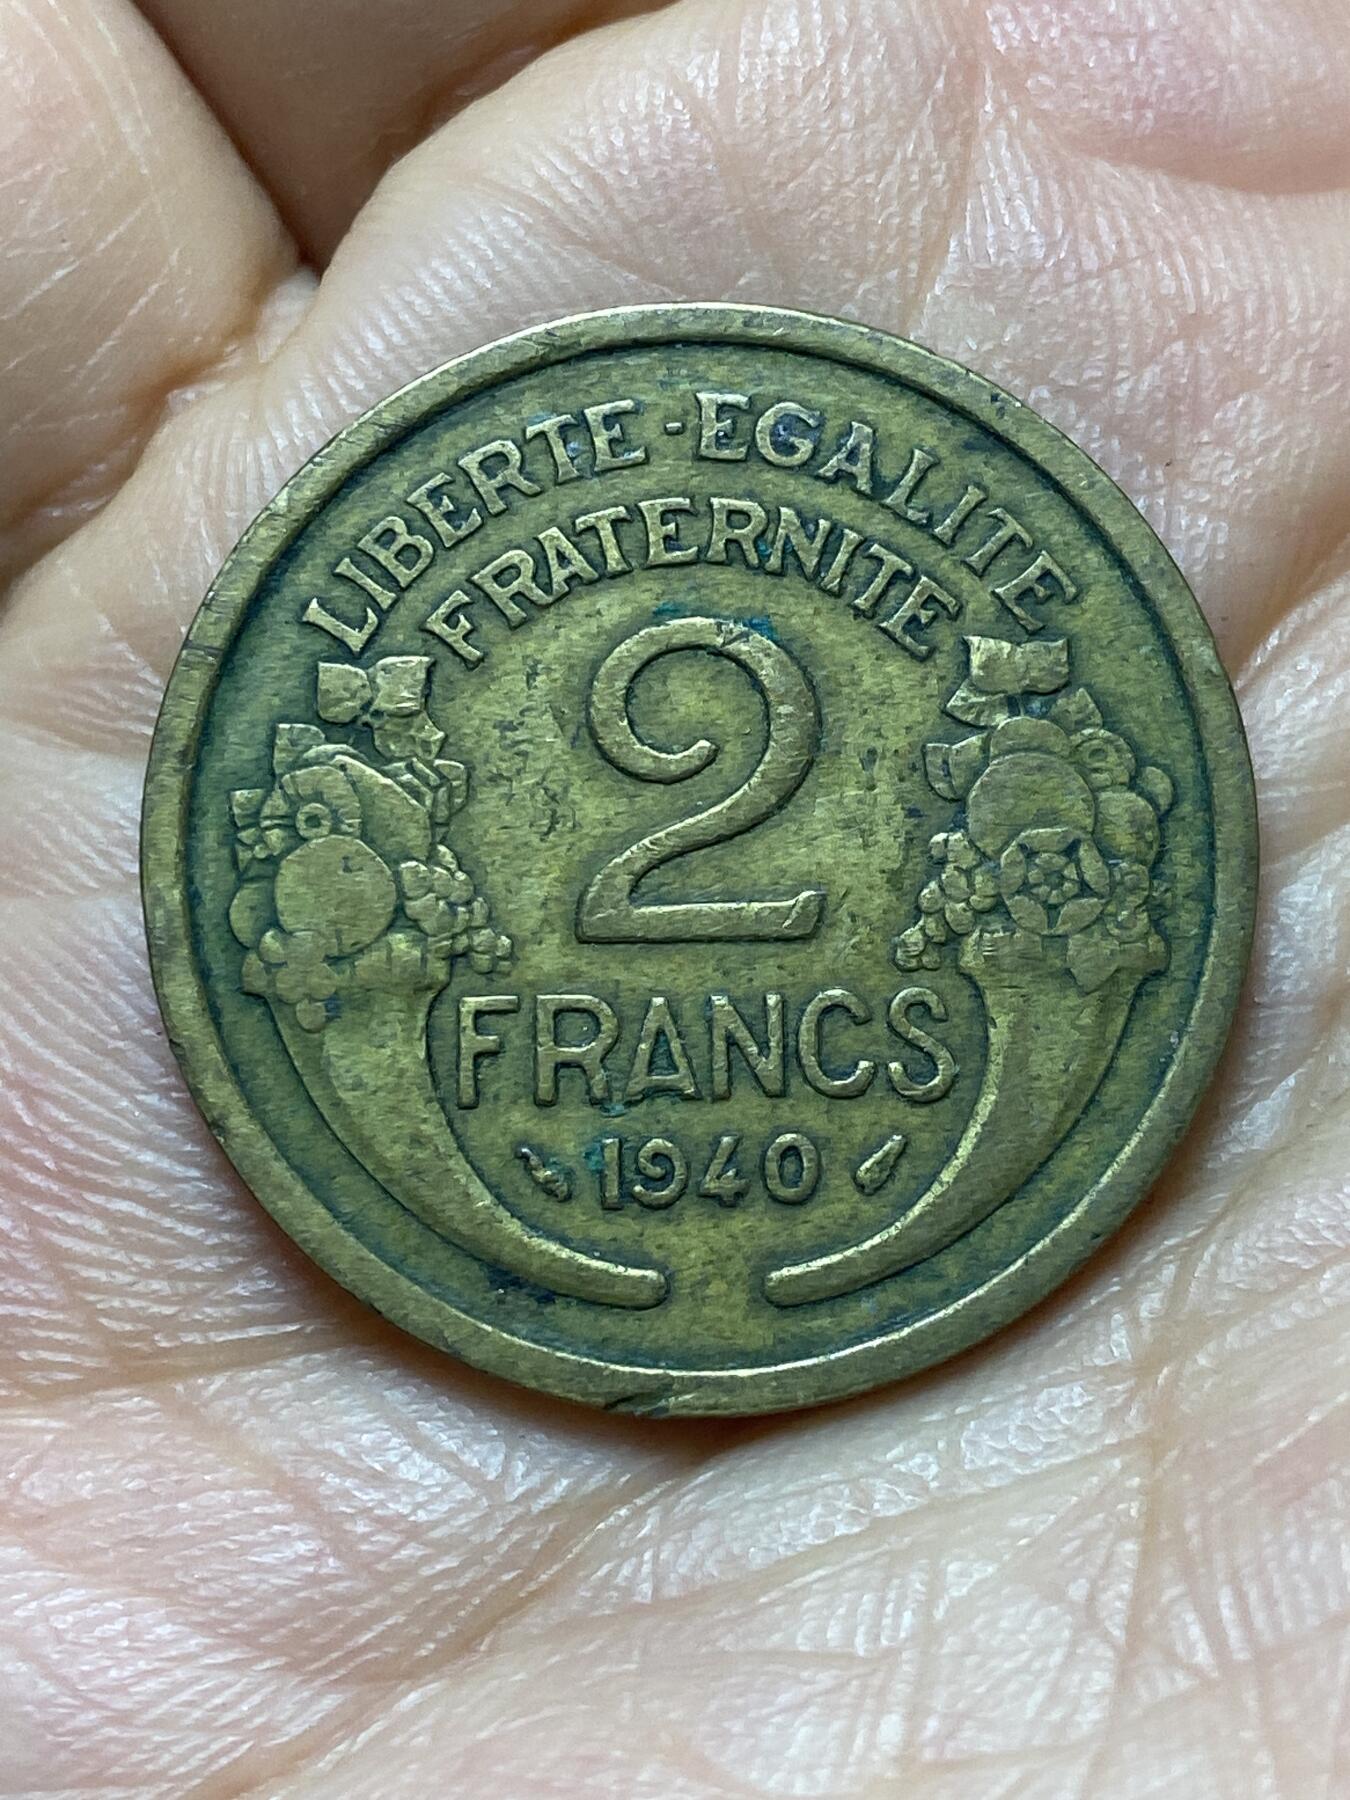 LIBERTE-EGALITE
FRATERNITE
2
FRANCS
1940